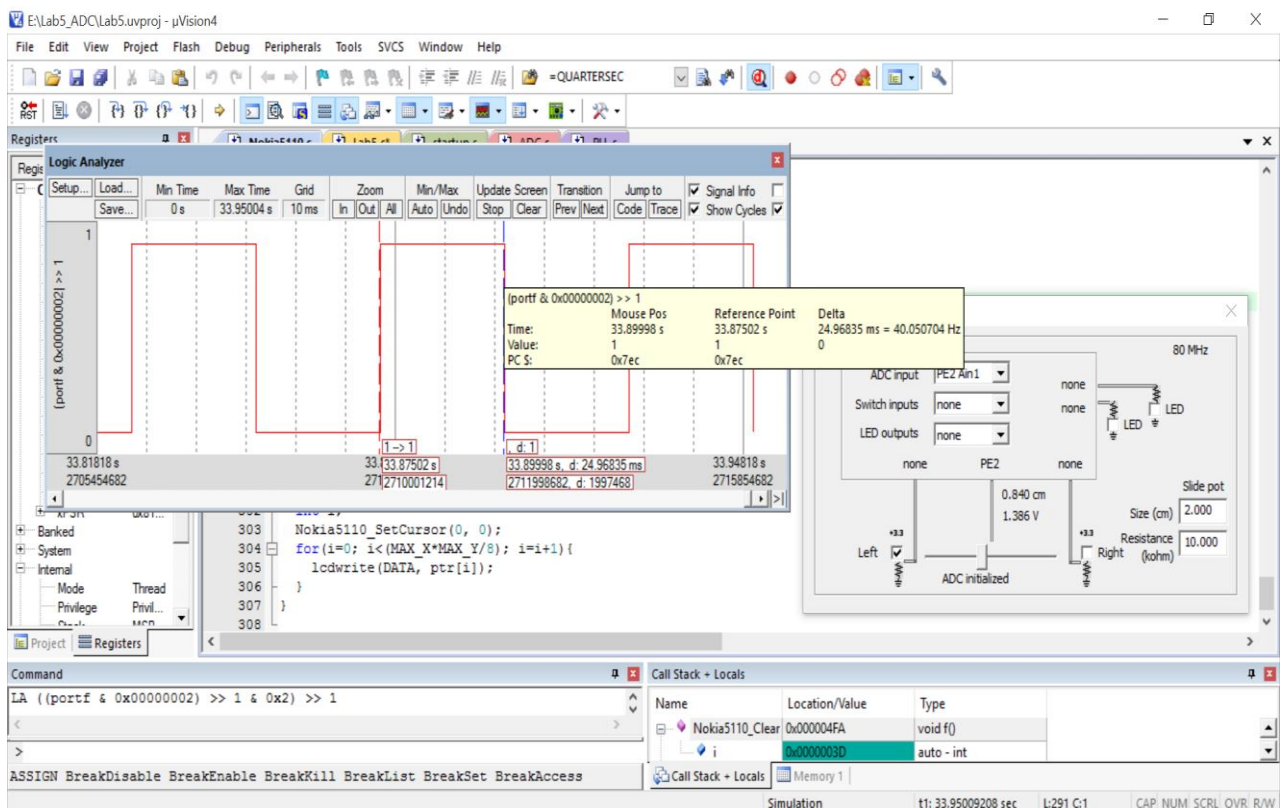 E:\Lab5_ADC\Lab5.uvproj - µVision4
File Edit View Project Flash Debug Peripherals Tools SVCS Window Help
=QUARTERSEC
RST
Registers
Logic Analyzer
Setup... Load... Min Time Max Time Grid Zoom Min/Max Update Screen Transition Jump to Signal Info
Save... 0 s 33.95004 s 10 ms In Out All Auto Undo Stop Clear Prev Next Code Trace Show Cycles
1
(portf & 0x00000002) >> 1
0
(portf & 0x00000002) >> 1
Mouse Pos Reference Point Delta
Time: 33.89998 s 33.87502 s 24.96835 ms = 40.050704 Hz
Value: 1 1 0
PC $: 0x7ec 0x7ec
1 -> 1 , d: 1
33.81818 s 33.87502 s 33.89998 s, d: 24.96835 ms 33.94818 s
2705454682 2710001214 2711998682, d: 1997468 2715854682
80 MHz
ADC input PE2 Ain1 none
Switch inputs none none LED
LED outputs none LED
none PE2 none
0.840 cm Slide pot
1.386 V Size (cm) 2.000
+3.3 +3.3 Resistance 10.000
Left Right (kohm)
ADC initialized
Banked
System
Internal
Mode Thread
Privilege Privil...
303 Nokia5110_SetCursor(0, 0);
304 for(i=0; i<(MAX_X*MAX_Y/8); i=i+1){
305 lcdwrite(DATA, ptr[i]);
306 }
307 }
308
Project Registers
Command
LA ((portf & 0x00000002) >> 1 & 0x2) >> 1
>
ASSIGN BreakDisable BreakEnable BreakKill BreakList BreakSet BreakAccess
Call Stack + Locals
Name Location/Value Type
Nokia5110_Clear 0x000004FA void f()
i 0x0000003D auto - int
Call Stack + Locals Memory 1
Simulation t1: 33.95009208 sec L:291 C:1 CAP NUM SCRL OVR R/W